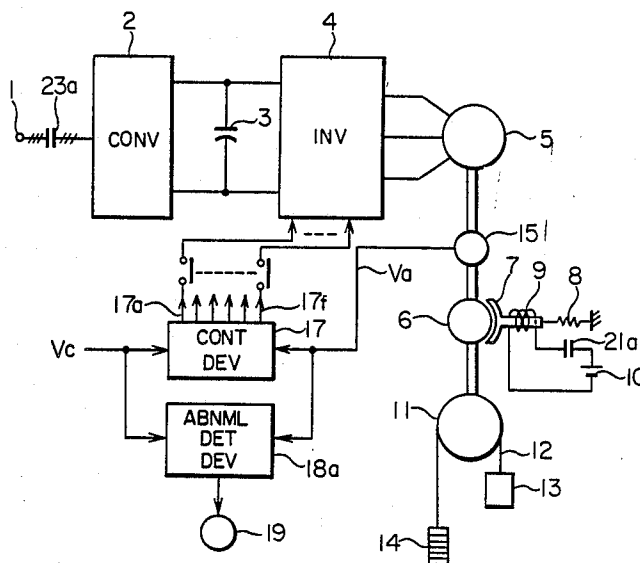 2
4
1
23a
CONV
3
INV
5
15
Va
7
9
8
6
17a
17f
17
CONT
DEV
Vc
21a
10
11
ABNML
DET
DEV
18a
12
13
19
14